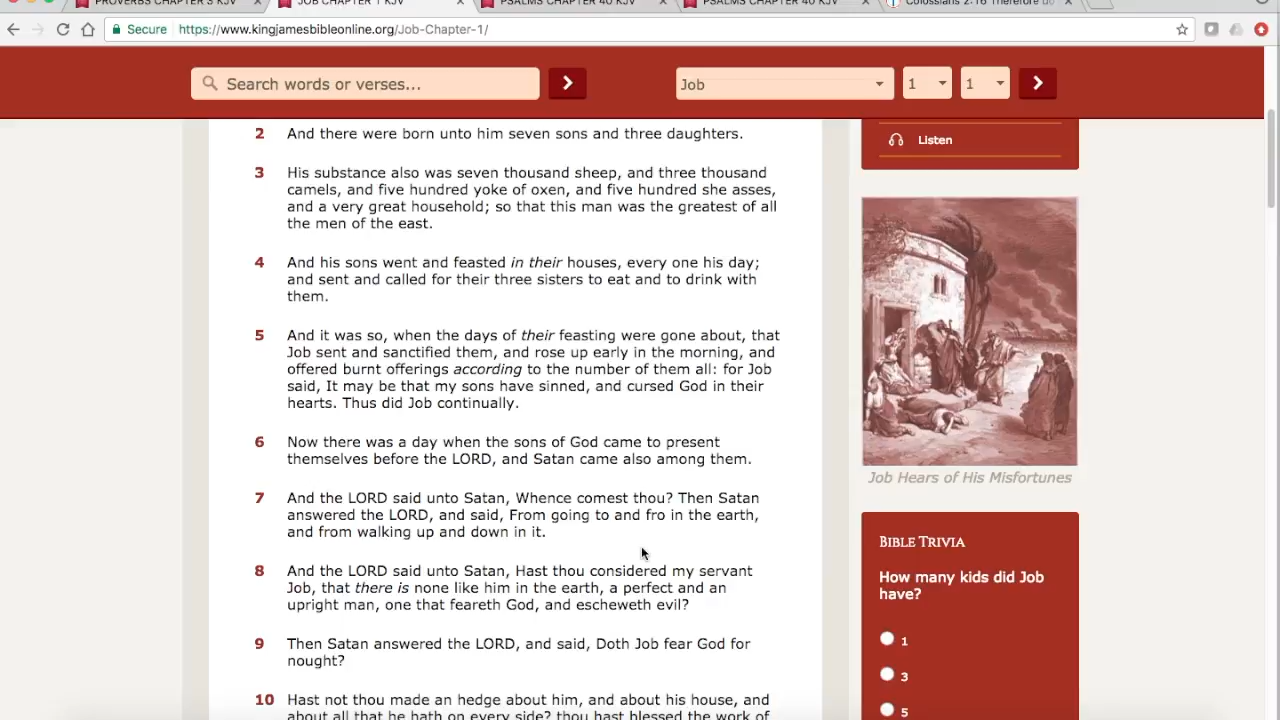 PROVERBS CHAPTER 3 KJV
JOB CHAPTER 1 KJV
PSALMS CHAPTER 40 KJV
PSALMS CHAPTER 40 KJV
Colossians 2:16 Therefore do
Secure https://www.kingjamesbibleonline.org/Job-Chapter-1/
Search words or verses...
Job 1 1
2 And there were born unto him seven sons and three daughters.
3 His substance also was seven thousand sheep, and three thousand
camels, and five hundred yoke of oxen, and five hundred she asses,
and a very great household; so that this man was the greatest of all
the men of the east.
4 And his sons went and feasted in their houses, every one his day;
and sent and called for their three sisters to eat and to drink with
them.
5 And it was so, when the days of their feasting were gone about, that
Job sent and sanctified them, and rose up early in the morning, and
offered burnt offerings according to the number of them all: for Job
said, It may be that my sons have sinned, and cursed God in their
hearts. Thus did Job continually.
6 Now there was a day when the sons of God came to present
themselves before the LORD, and Satan came also among them.
7 And the LORD said unto Satan, Whence comest thou? Then Satan
answered the LORD, and said, From going to and fro in the earth,
and from walking up and down in it.
8 And the LORD said unto Satan, Hast thou considered my servant
Job, that there is none like him in the earth, a perfect and an
upright man, one that feareth God, and escheweth evil?
9 Then Satan answered the LORD, and said, Doth Job fear God for
nought?
10 Hast not thou made an hedge about him, and about his house, and
about all that he hath on every side? thou hast blessed the work of
Listen
Job Hears of His Misfortunes
BIBLE TRIVIA
How many kids did Job
have?
1
3
5